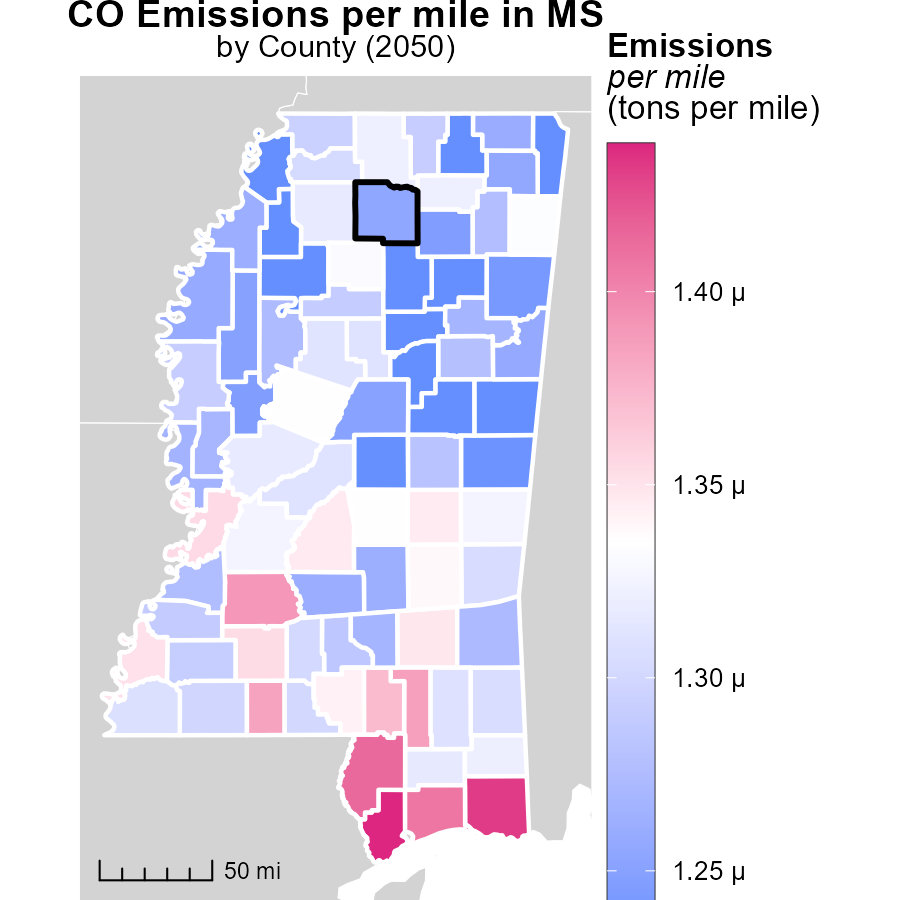 CO Emissions per mile in MS
by County (2050)
Emissions
per mile
(tons per mile)
1.40 μ
1.35 μ
1.30 μ
1.25 μ
50 mi